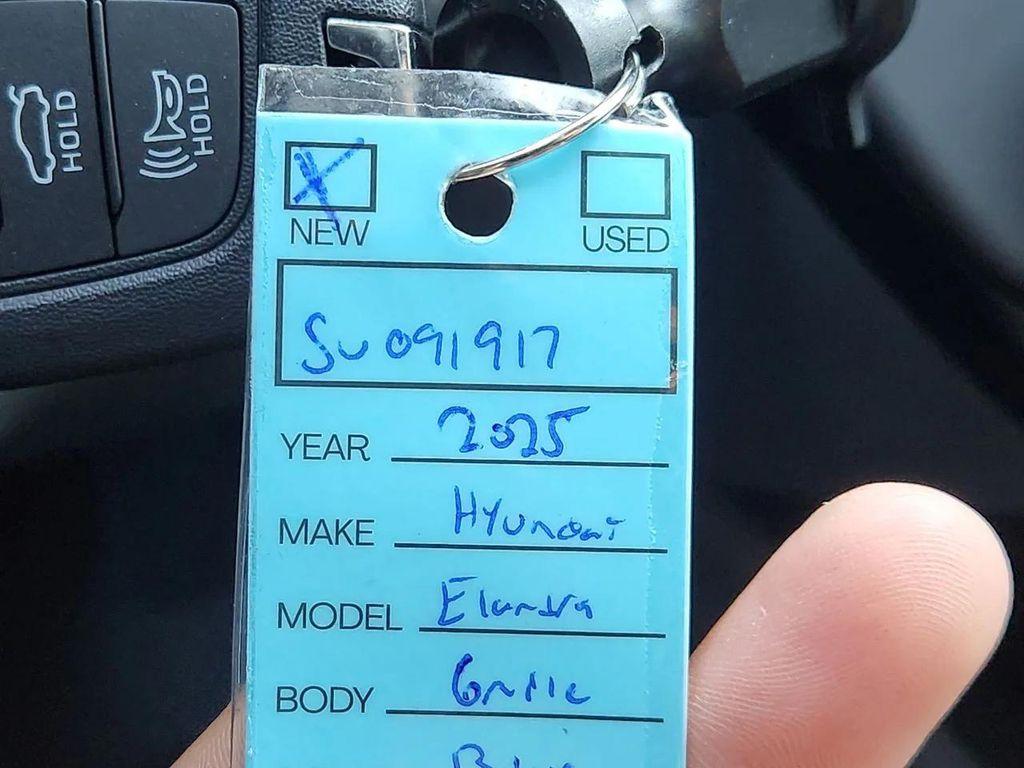 HOLD HOLD
NEW USED
SU091917
YEAR 2025
MAKE Hyundai
MODEL Elantra
BODY